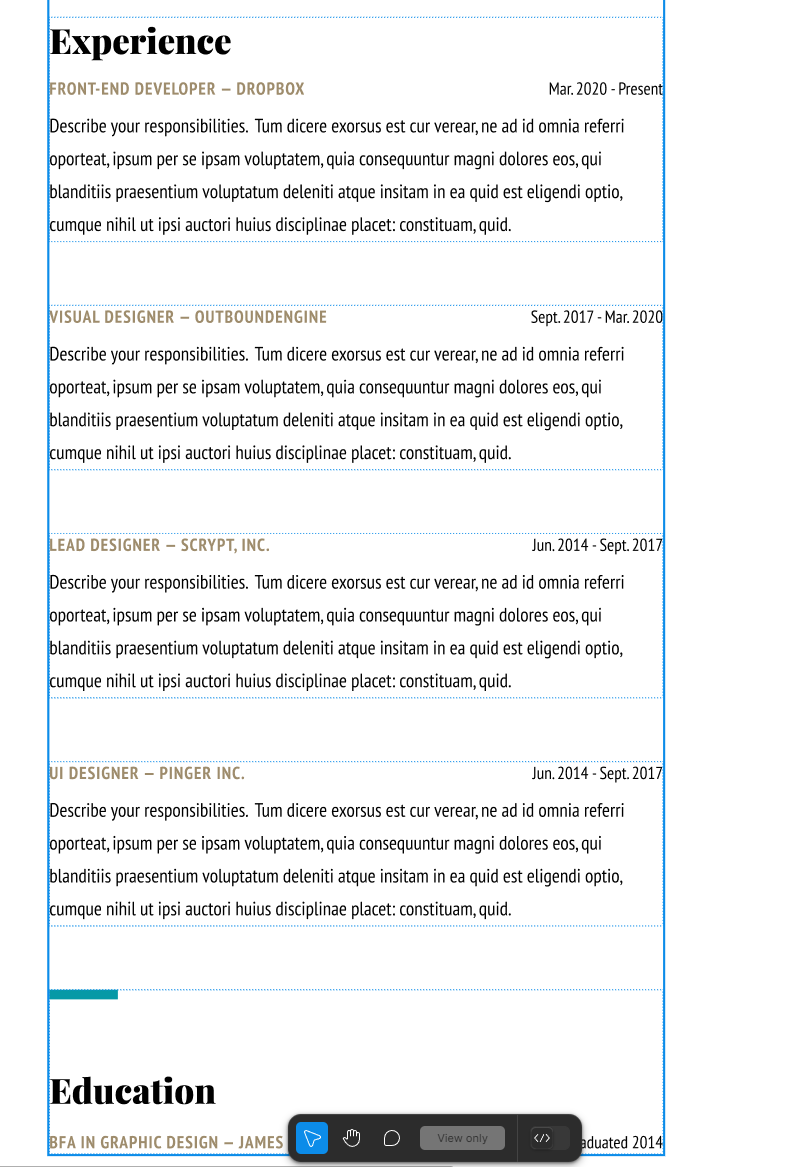 Experience
FRONT-END DEVELOPER — DROPBOX Mar. 2020 - Present
Describe your responsibilities. Tum dicere exorsus est cur verear, ne ad id omnia referri
oporteat, ipsum per se ipsam voluptatem, quia consequuntur magni dolores eos, qui
blanditiis praesentium voluptatum deleniti atque insitam in ea quid est eligendi optio,
cumque nihil ut ipsi auctori huius disciplinae placet: constituam, quid.
VISUAL DESIGNER — OUTBOUNDENGINE Sept. 2017 - Mar. 2020
Describe your responsibilities. Tum dicere exorsus est cur verear, ne ad id omnia referri
oporteat, ipsum per se ipsam voluptatem, quia consequuntur magni dolores eos, qui
blanditiis praesentium voluptatum deleniti atque insitam in ea quid est eligendi optio,
cumque nihil ut ipsi auctori huius disciplinae placet: constituam, quid.
LEAD DESIGNER — SCRYPT, INC. Jun. 2014 - Sept. 2017
Describe your responsibilities. Tum dicere exorsus est cur verear, ne ad id omnia referri
oporteat, ipsum per se ipsam voluptatem, quia consequuntur magni dolores eos, qui
blanditiis praesentium voluptatum deleniti atque insitam in ea quid est eligendi optio,
cumque nihil ut ipsi auctori huius disciplinae placet: constituam, quid.
UI DESIGNER — PINGER INC. Jun. 2014 - Sept. 2017
Describe your responsibilities. Tum dicere exorsus est cur verear, ne ad id omnia referri
oporteat, ipsum per se ipsam voluptatem, quia consequuntur magni dolores eos, qui
blanditiis praesentium voluptatum deleniti atque insitam in ea quid est eligendi optio,
cumque nihil ut ipsi auctori huius disciplinae placet: constituam, quid.
Education
BFA IN GRAPHIC DESIGN — JAMES aduated 2014
View only